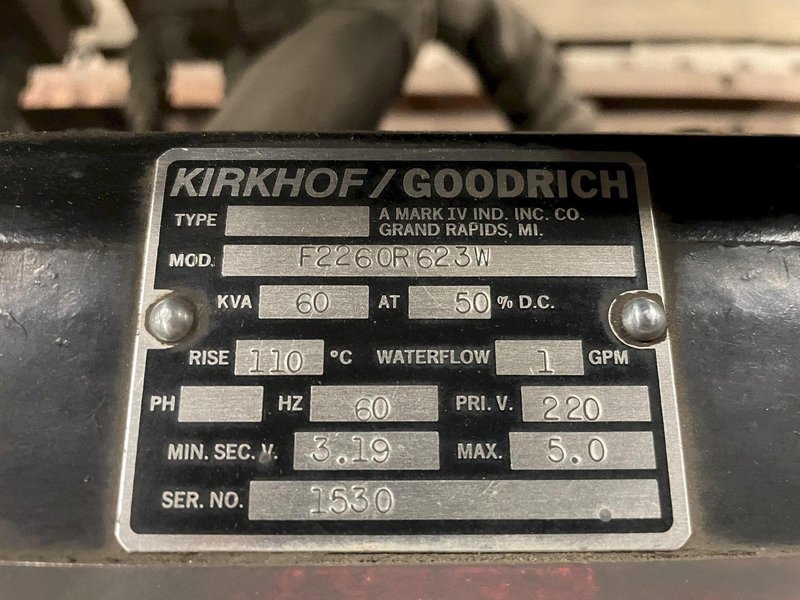 KIRKHOF/GOODRICH
TYPE A MARK IV IND. INC. CO.
GRAND RAPIDS, MI.
MOD. F2260R623W
KVA 60 AT 50 % D.C.
RISE 110 °C WATERFLOW 1 GPM
PH HZ 60 PRI. V. 220
MIN. SEC. V. 3.19 MAX. 5.0
SER. NO. 1530